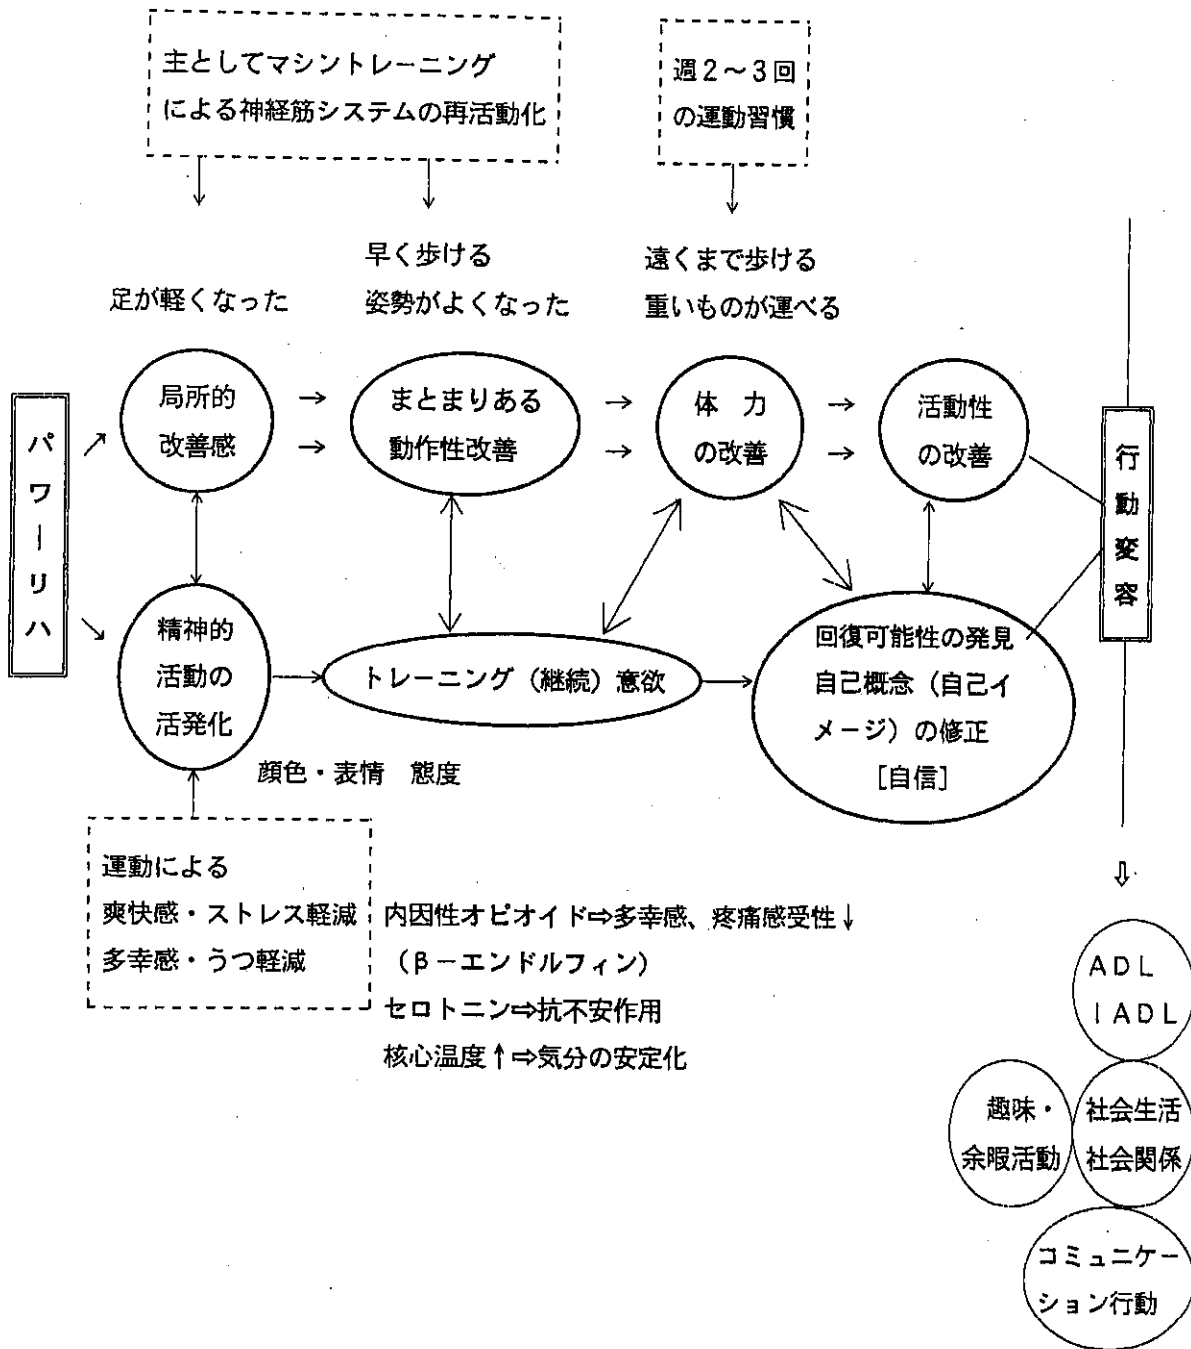 主としてマシントレーニング
による神経筋システムの再活動化
週2～3回
の運動習慣
足が軽くなった
早く歩ける
姿勢がよくなった
遠くまで歩ける
重いものが運べる
パワーリハ
局所的
改善感
→
→
まとまりある
動作性改善
→
→
体 力
の改善
→
→
活動性
の改善
行動変容
精神的
活動の
活発化
トレーニング（継続）意欲
回復可能性の発見
自己概念（自己イ
メージ）の修正
［自信］
顔色・表情 態度
運動による
爽快感・ストレス軽減
多幸感・うつ軽減
内因性オピオイド⇨多幸感、疼痛感受性↓
（β－エンドルフィン）
セロトニン⇨抗不安作用
核心温度↑⇨気分の安定化
ADL
IADL
趣味・
余暇活動
社会生活
社会関係
コミュニケー
ション行動